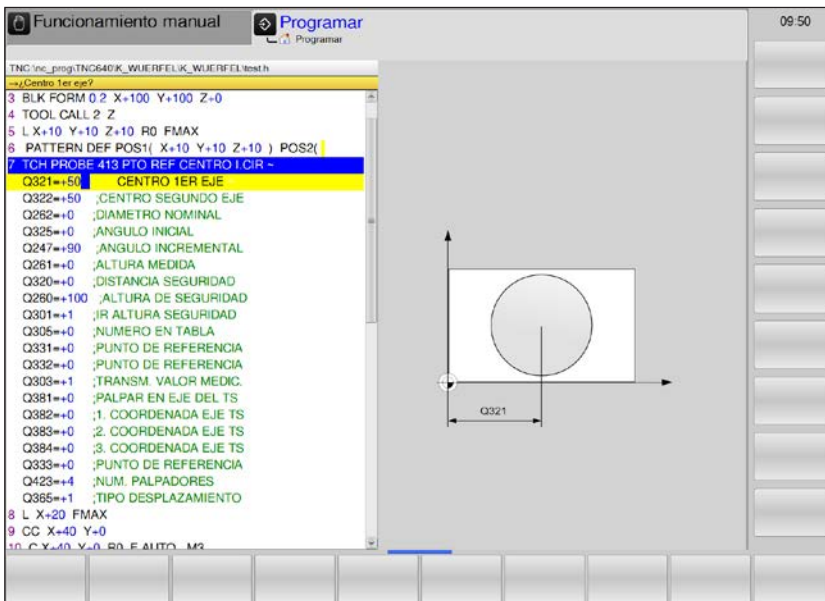 Funcionamiento manual
Programar
Programar
09:50
TNC:\nc_prog\TNC640\K_WUERFEL\K_WUERFEL\test.h
→¿Centro 1er eje?
3 BLK FORM 0.2 X+100 Y+100 Z+0
4 TOOL CALL 2 Z
5 L X+10 Y+10 Z+10 R0 FMAX
6 PATTERN DEF POS1( X+10 Y+10 Z+10 ) POS2(
7 TCH PROBE 413 PTO REF CENTRO I.CIR ~
Q321=+50 CENTRO 1ER EJE
Q322=+50 ;CENTRO SEGUNDO EJE
Q262=+0 ;DIAMETRO NOMINAL
Q325=+0 ;ANGULO INICIAL
Q247=+90 ;ANGULO INCREMENTAL
Q261=+0 ;ALTURA MEDIDA
Q320=+0 ;DISTANCIA SEGURIDAD
Q260=+100 ;ALTURA DE SEGURIDAD
Q301=+1 ;IR ALTURA SEGURIDAD
Q305=+0 ;NUMERO EN TABLA
Q331=+0 ;PUNTO DE REFERENCIA
Q332=+0 ;PUNTO DE REFERENCIA
Q303=+1 ;TRANSM. VALOR MEDIC.
Q381=+0 ;PALPAR EN EJE DEL TS
Q382=+0 ;1. COORDENADA EJE TS
Q383=+0 ;2. COORDENADA EJE TS
Q384=+0 ;3. COORDENADA EJE TS
Q333=+0 ;PUNTO DE REFERENCIA
Q423=+4 ;NUM. PALPADORES
Q365=+1 ;TIPO DESPLAZAMIENTO
8 L X+20 FMAX
9 CC X+40 Y+0
10 C X+40 Y+0 R0 F AUTO M3
Q321